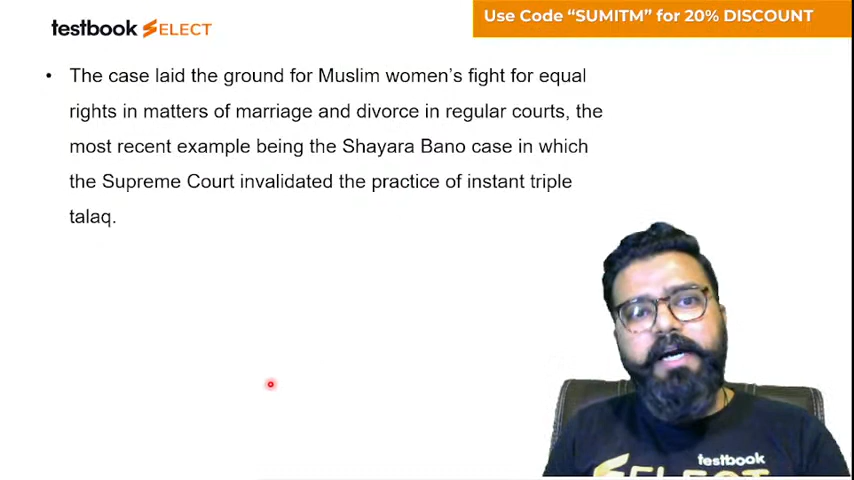 testbook SELECT
Use Code “SUMITM” for 20% DISCOUNT
• The case laid the ground for Muslim women’s fight for equal
rights in matters of marriage and divorce in regular courts, the
most recent example being the Shayara Bano case in which
the Supreme Court invalidated the practice of instant triple
talaq.
testbook
SELECT